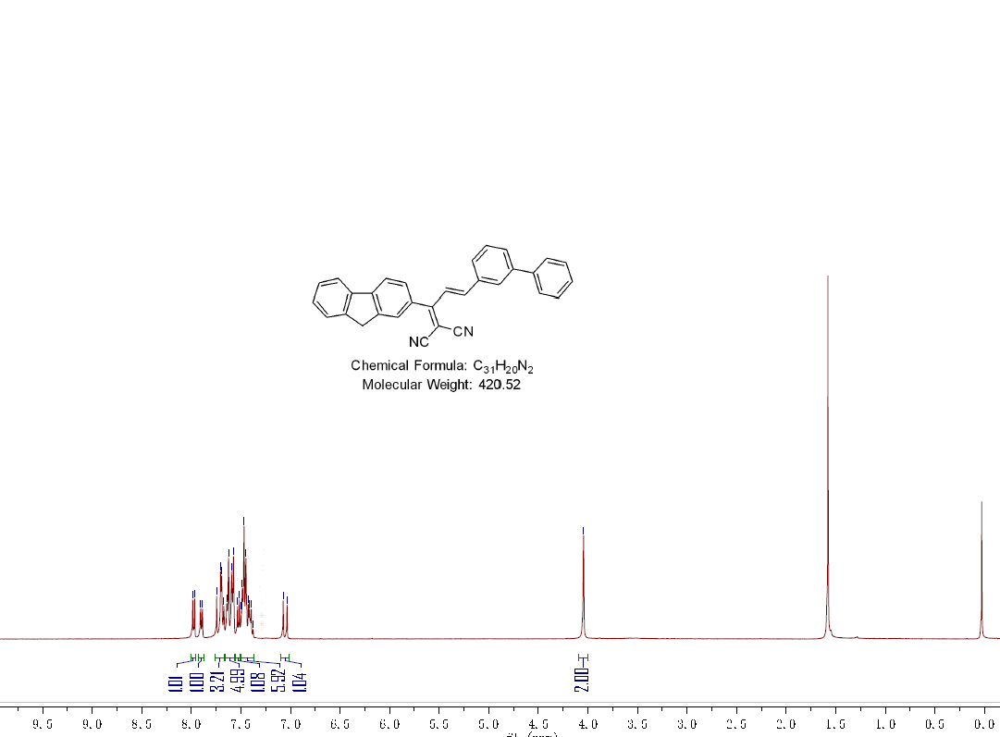 CN
NC
Chemical Formula: C31H20N2
Molecular Weight: 420.52
1.01 1.00 3.21 4.99 1.08 5.92 1.04 2.00
9.5 9.0 8.5 8.0 7.5 7.0 6.5 6.0 5.5 5.0 4.5 4.0 3.5 3.0 2.5 2.0 1.5 1.0 0.5 0.0